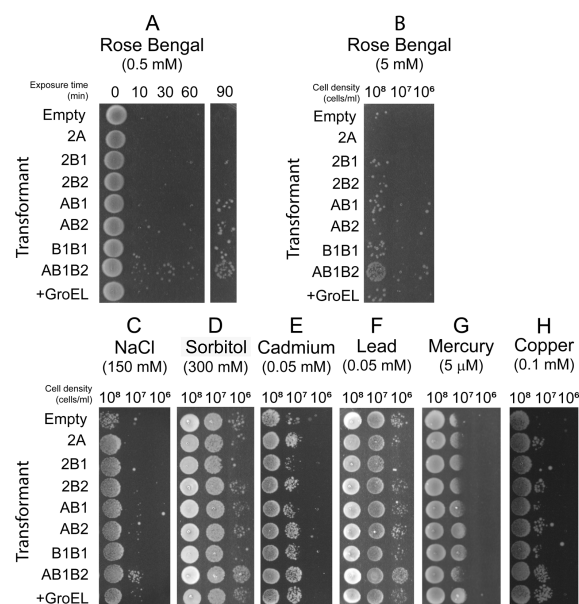 A
Rose Bengal
(0.5 mM)
Exposure time
(min)
0 10 30 60 90
Transformant
Empty
2A
2B1
2B2
AB1
AB2
B1B1
AB1B2
+GroEL
B
Rose Bengal
(5 mM)
Cell density
(cells/ml)
10⁸ 10⁷ 10⁶
Transformant
Empty
2A
2B1
2B2
AB1
AB2
B1B1
AB1B2
+GroEL
C
NaCl
(150 mM)
D
Sorbitol
(300 mM)
E
Cadmium
(0.05 mM)
F
Lead
(0.05 mM)
G
Mercury
(5 µM)
H
Copper
(0.1 mM)
Cell density
(cells/ml)
10⁸ 10⁷ 10⁶ 10⁸ 10⁷ 10⁶ 10⁸ 10⁷ 10⁶ 10⁸ 10⁷ 10⁶ 10⁸ 10⁷ 10⁶ 10⁸ 10⁷ 10⁶
Transformant
Empty
2A
2B1
2B2
AB1
AB2
B1B1
AB1B2
+GroEL